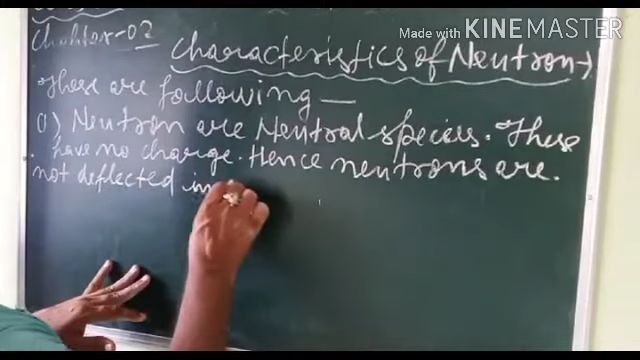 Made with KINEMASTER
Chapter-02
Characteristics of Neutron→
These are following—
(1) Neutron are Neutral species. These
have no charge. Hence neutrons are.
not deflected in